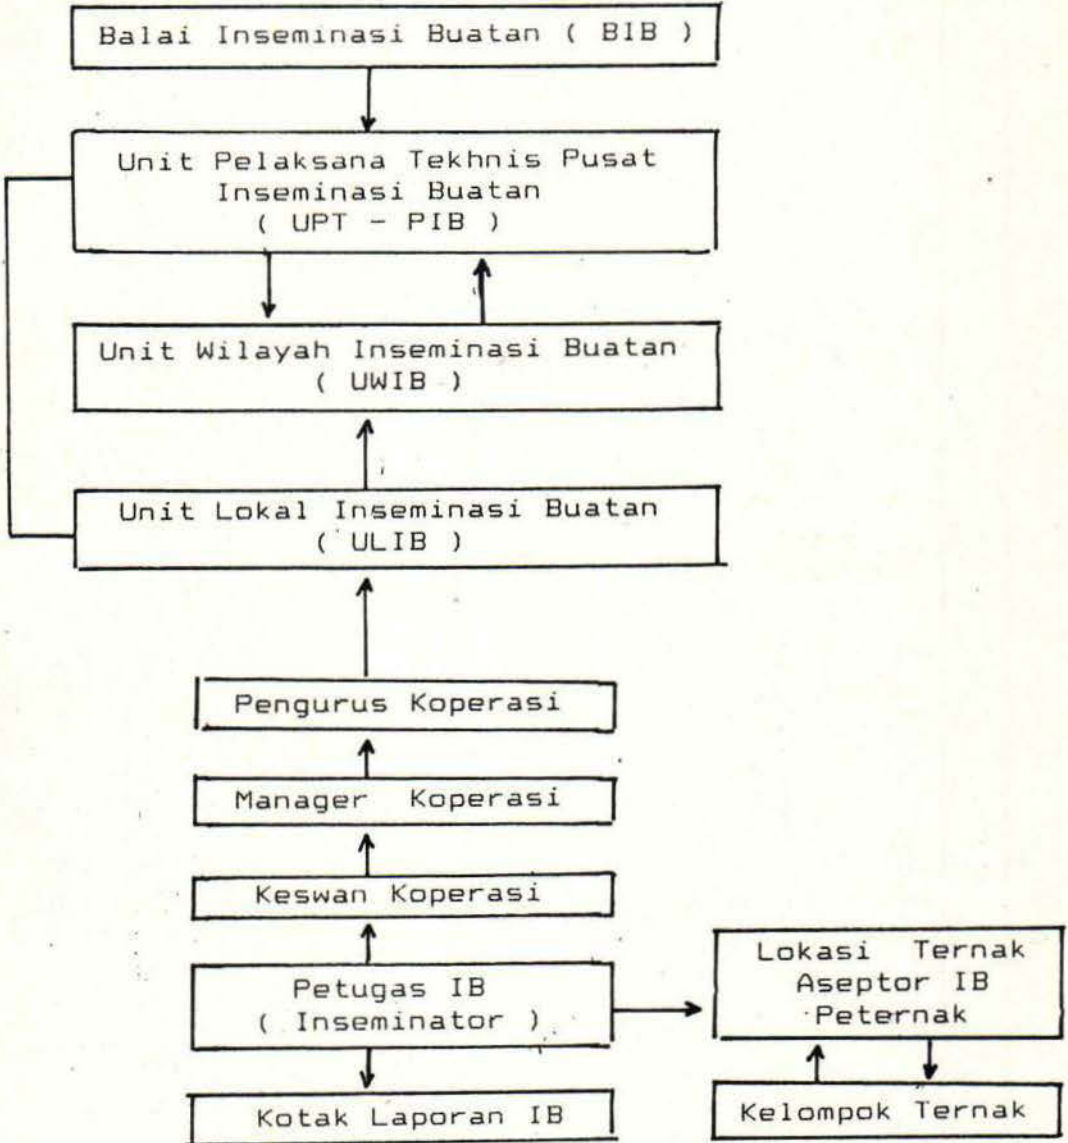 Balai Inseminasi Buatan ( BIB )
Unit Pelaksana Tekhnis Pusat
Inseminasi Buatan
( UPT - PIB )
Unit Wilayah Inseminasi Buatan
( UWIB )
Unit Lokal Inseminasi Buatan
( ULIB )
Pengurus Koperasi
Manager Koperasi
Keswan Koperasi
Petugas IB
( Inseminator )
Lokasi Ternak
Aseptor IB
Peternak
Kotak Laporan IB
Kelompok Ternak